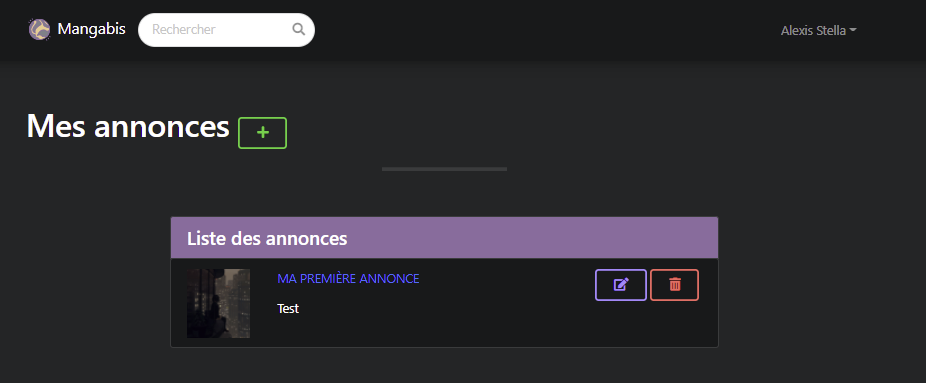 Mangabis
Rechercher
Alexis Stella
Mes annonces
Liste des annonces
MA PREMIÈRE ANNONCE
Test